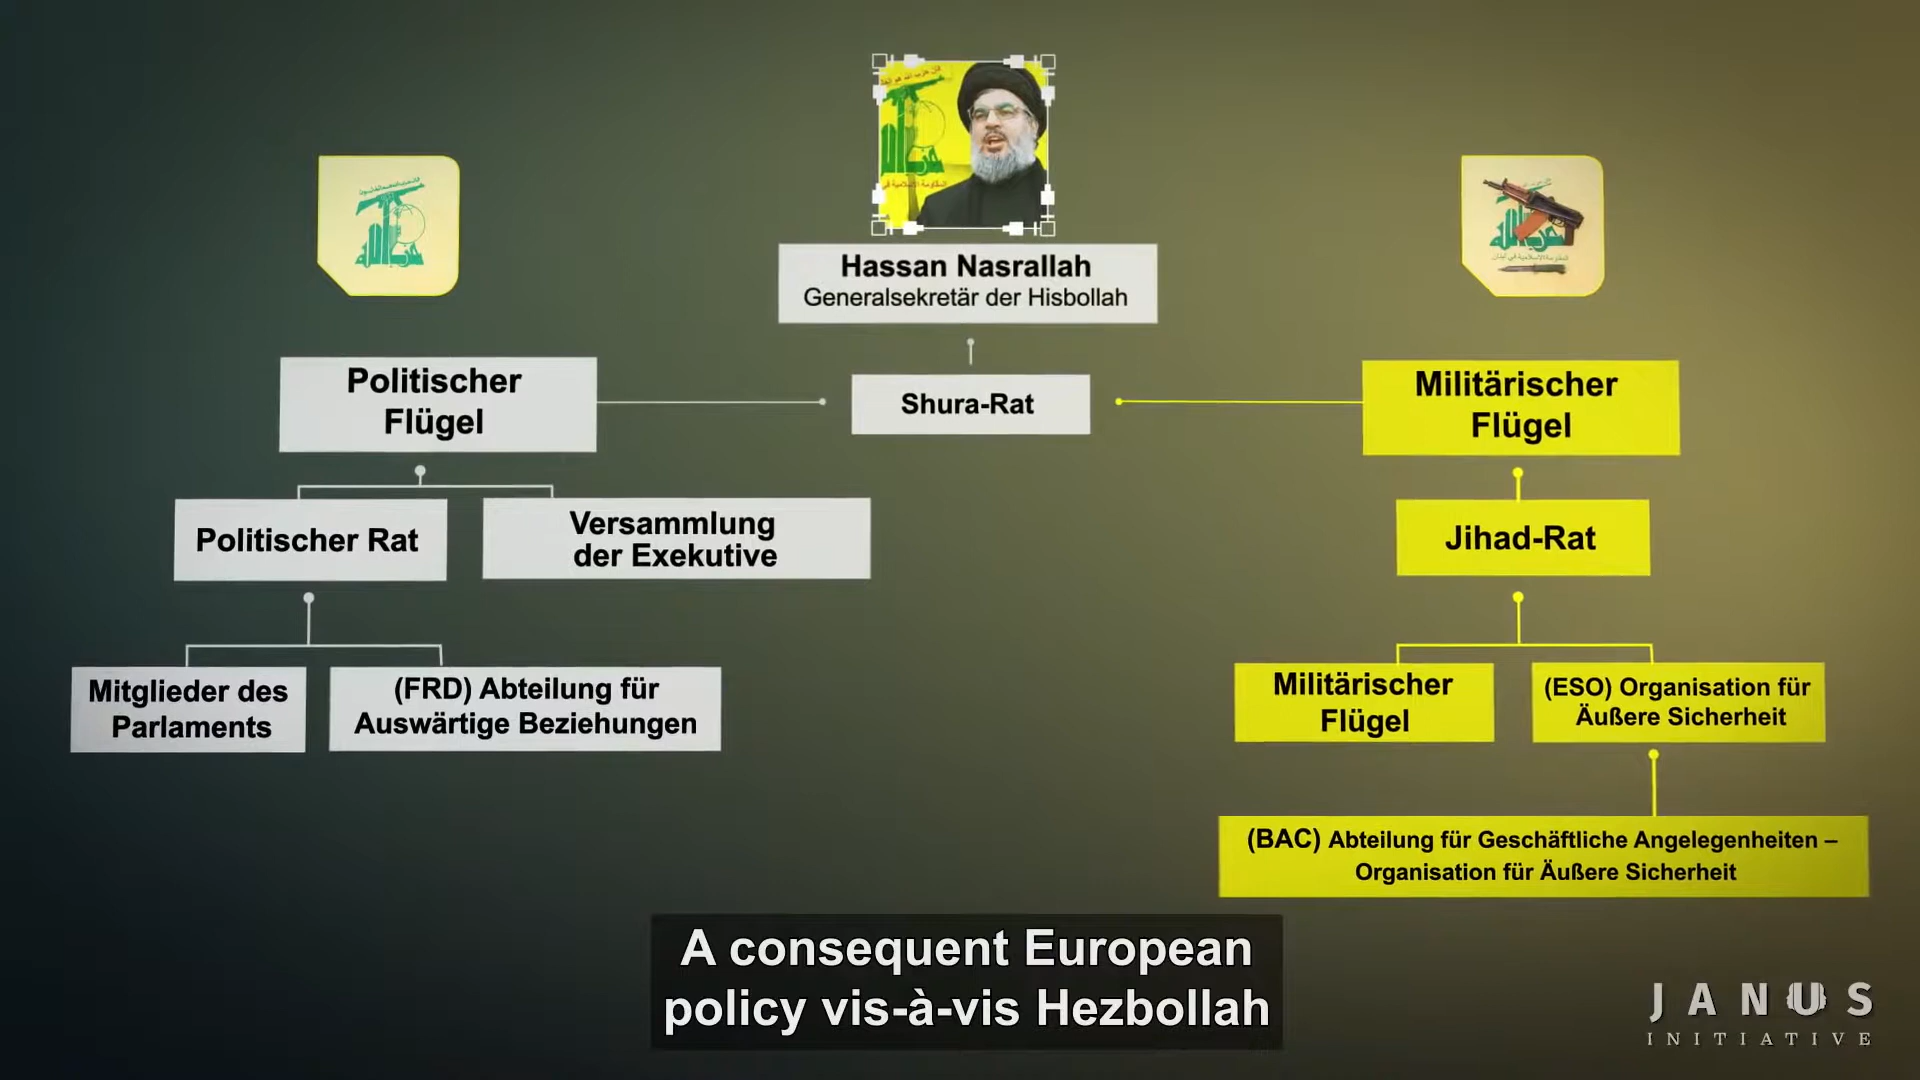 Hassan Nasrallah
Generalsekretär der Hisbollah
Politischer
Flügel
Shura-Rat
Militärischer
Flügel
Politischer Rat
Versammlung
der Exekutive
Jihad-Rat
Mitglieder des
Parlaments
(FRD) Abteilung für
Auswärtige Beziehungen
Militärischer
Flügel
(ESO) Organisation für
Äußere Sicherheit
(BAC) Abteilung für Geschäftliche Angelegenheiten –
Organisation für Äußere Sicherheit
A consequent European
policy vis-à-vis Hezbollah
JANUS
INITIATIVE